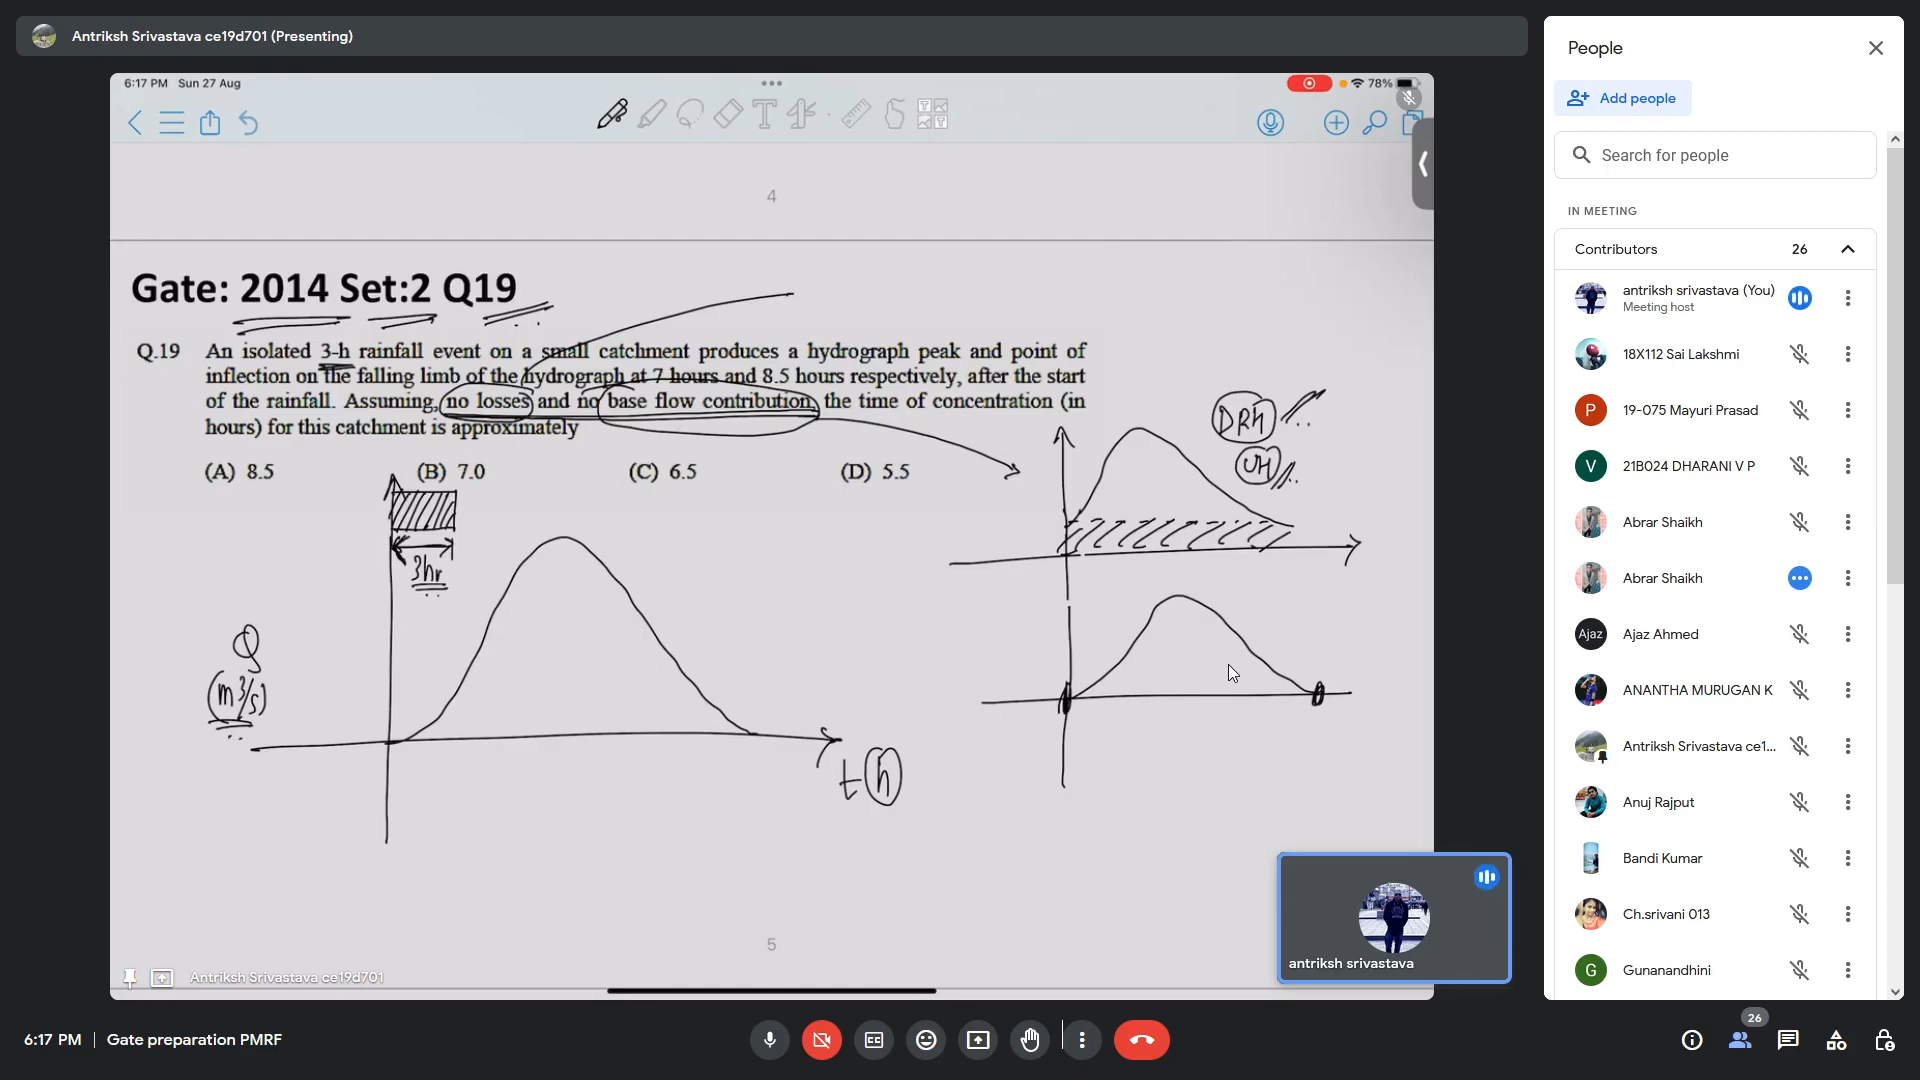 Antriksh Srivastava ce19d701 (Presenting)
6:17 PM Sun 27 Aug
78%
4
Gate: 2014 Set:2 Q19
Q.19 An isolated 3-h rainfall event on a small catchment produces a hydrograph peak and point of
inflection on the falling limb of the hydrograph at 7 hours and 8.5 hours respectively, after the start
of the rainfall. Assuming, no losses and no base flow contribution, the time of concentration (in
hours) for this catchment is approximately
(A) 8.5 (B) 7.0 (C) 6.5 (D) 5.5
DRh
UH
3hr
Q
(m³/s)
t(h)
5
Antriksh Srivastava ce19d701
antriksh srivastava
People
Add people
Search for people
IN MEETING
Contributors 26
antriksh srivastava (You)
Meeting host
18X112 Sai Lakshmi
P 19-075 Mayuri Prasad
V 21B024 DHARANI V P
Abrar Shaikh
Abrar Shaikh
Ajaz Ajaz Ahmed
ANANTHA MURUGAN K
Antriksh Srivastava ce1...
Anuj Rajput
Bandi Kumar
Ch.srivani 013
G Gunanandhini
6:17 PM | Gate preparation PMRF
26